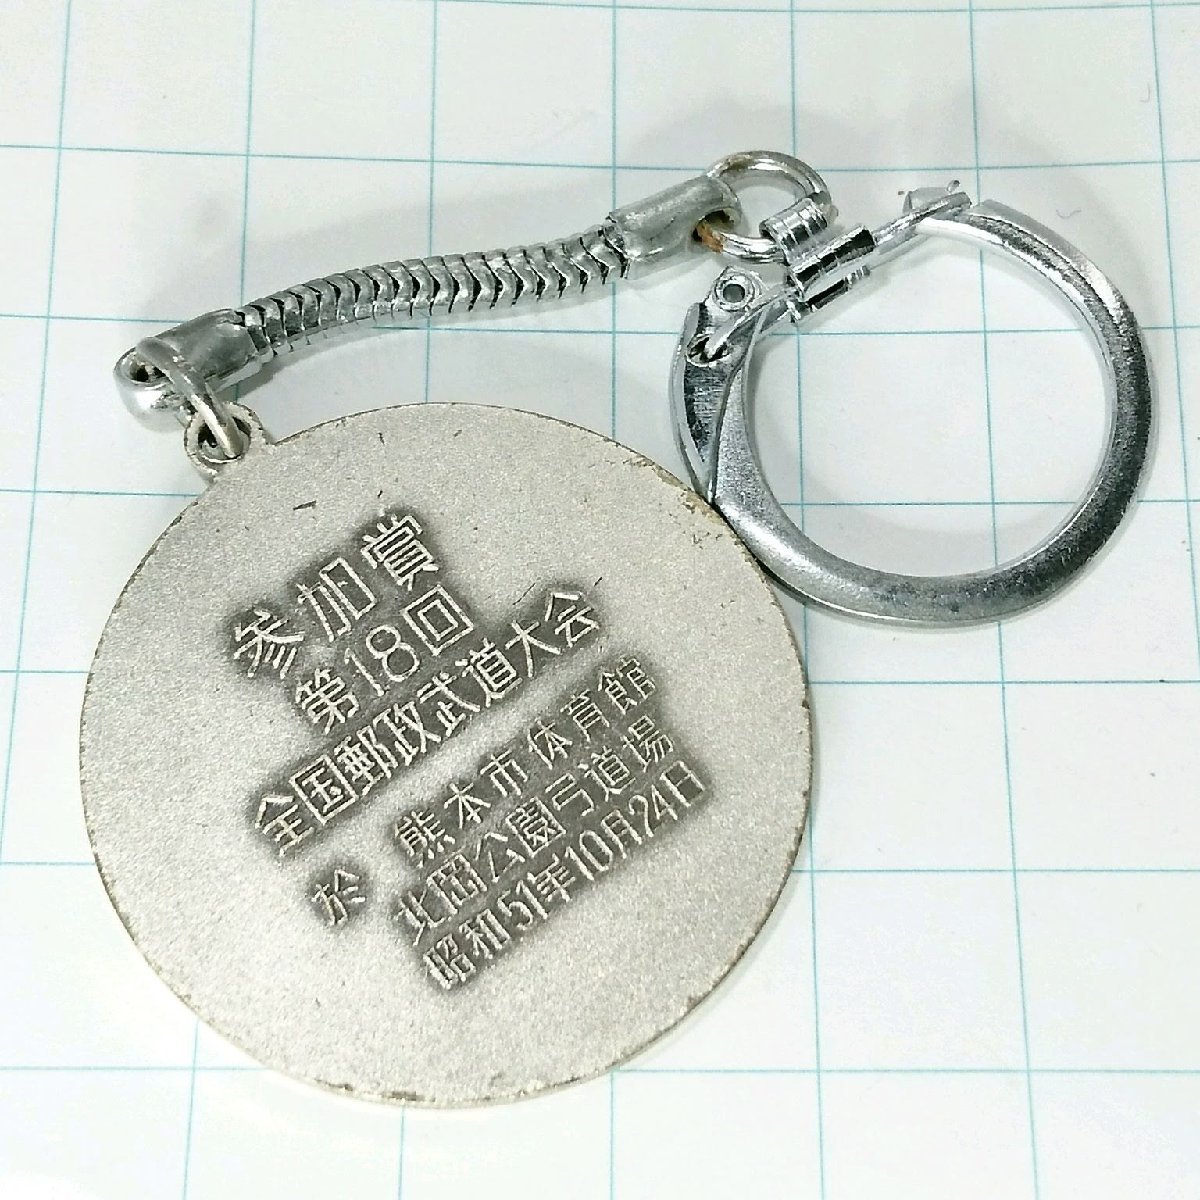 参加賞
第18回
全国郵政武道大会
於 熊本市体育館
北岡公園弓道場
昭和51年10月24日